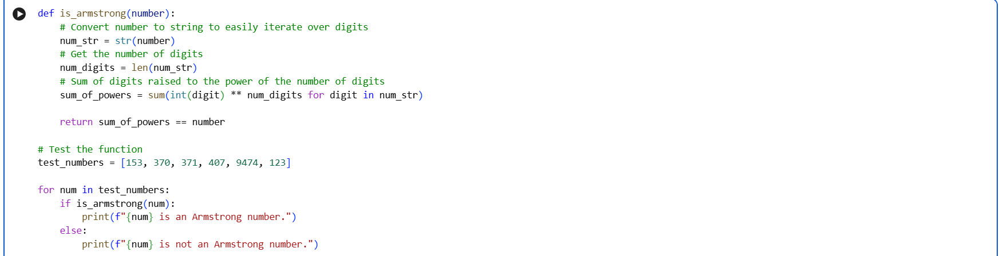 def is_armstrong(number):
    # Convert number to string to easily iterate over digits
    num_str = str(number)
    # Get the number of digits
    num_digits = len(num_str)
    # Sum of digits raised to the power of the number of digits
    sum_of_powers = sum(int(digit) ** num_digits for digit in num_str)
    return sum_of_powers == number
# Test the function
test_numbers = [153, 370, 371, 407, 9474, 123]
for num in test_numbers:
    if is_armstrong(num):
        print(f"{num} is an Armstrong number.")
    else:
        print(f"{num} is not an Armstrong number.")